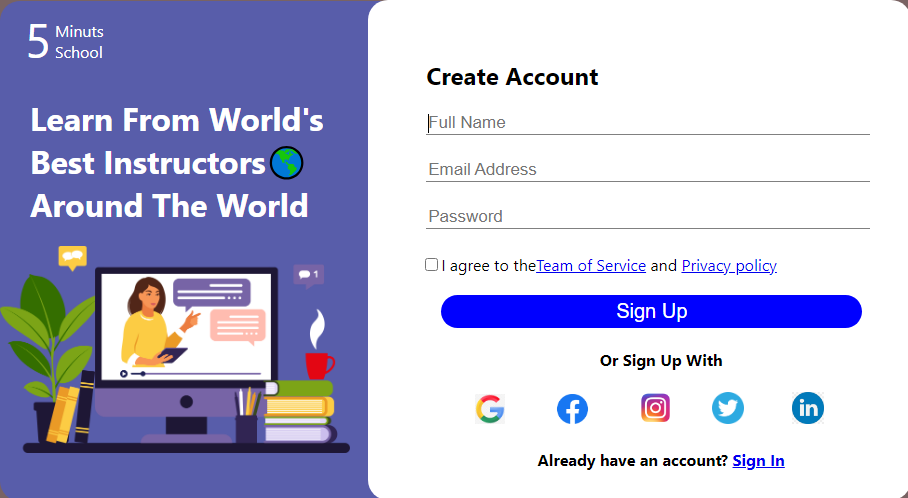 5 Minuts
School
Learn From World's
Best Instructors
Around The World
1
Create Account
Full Name
Email Address
Password
I agree to theTeam of Service and Privacy policy
Sign Up
Or Sign Up With
G f in
Already have an account? Sign In